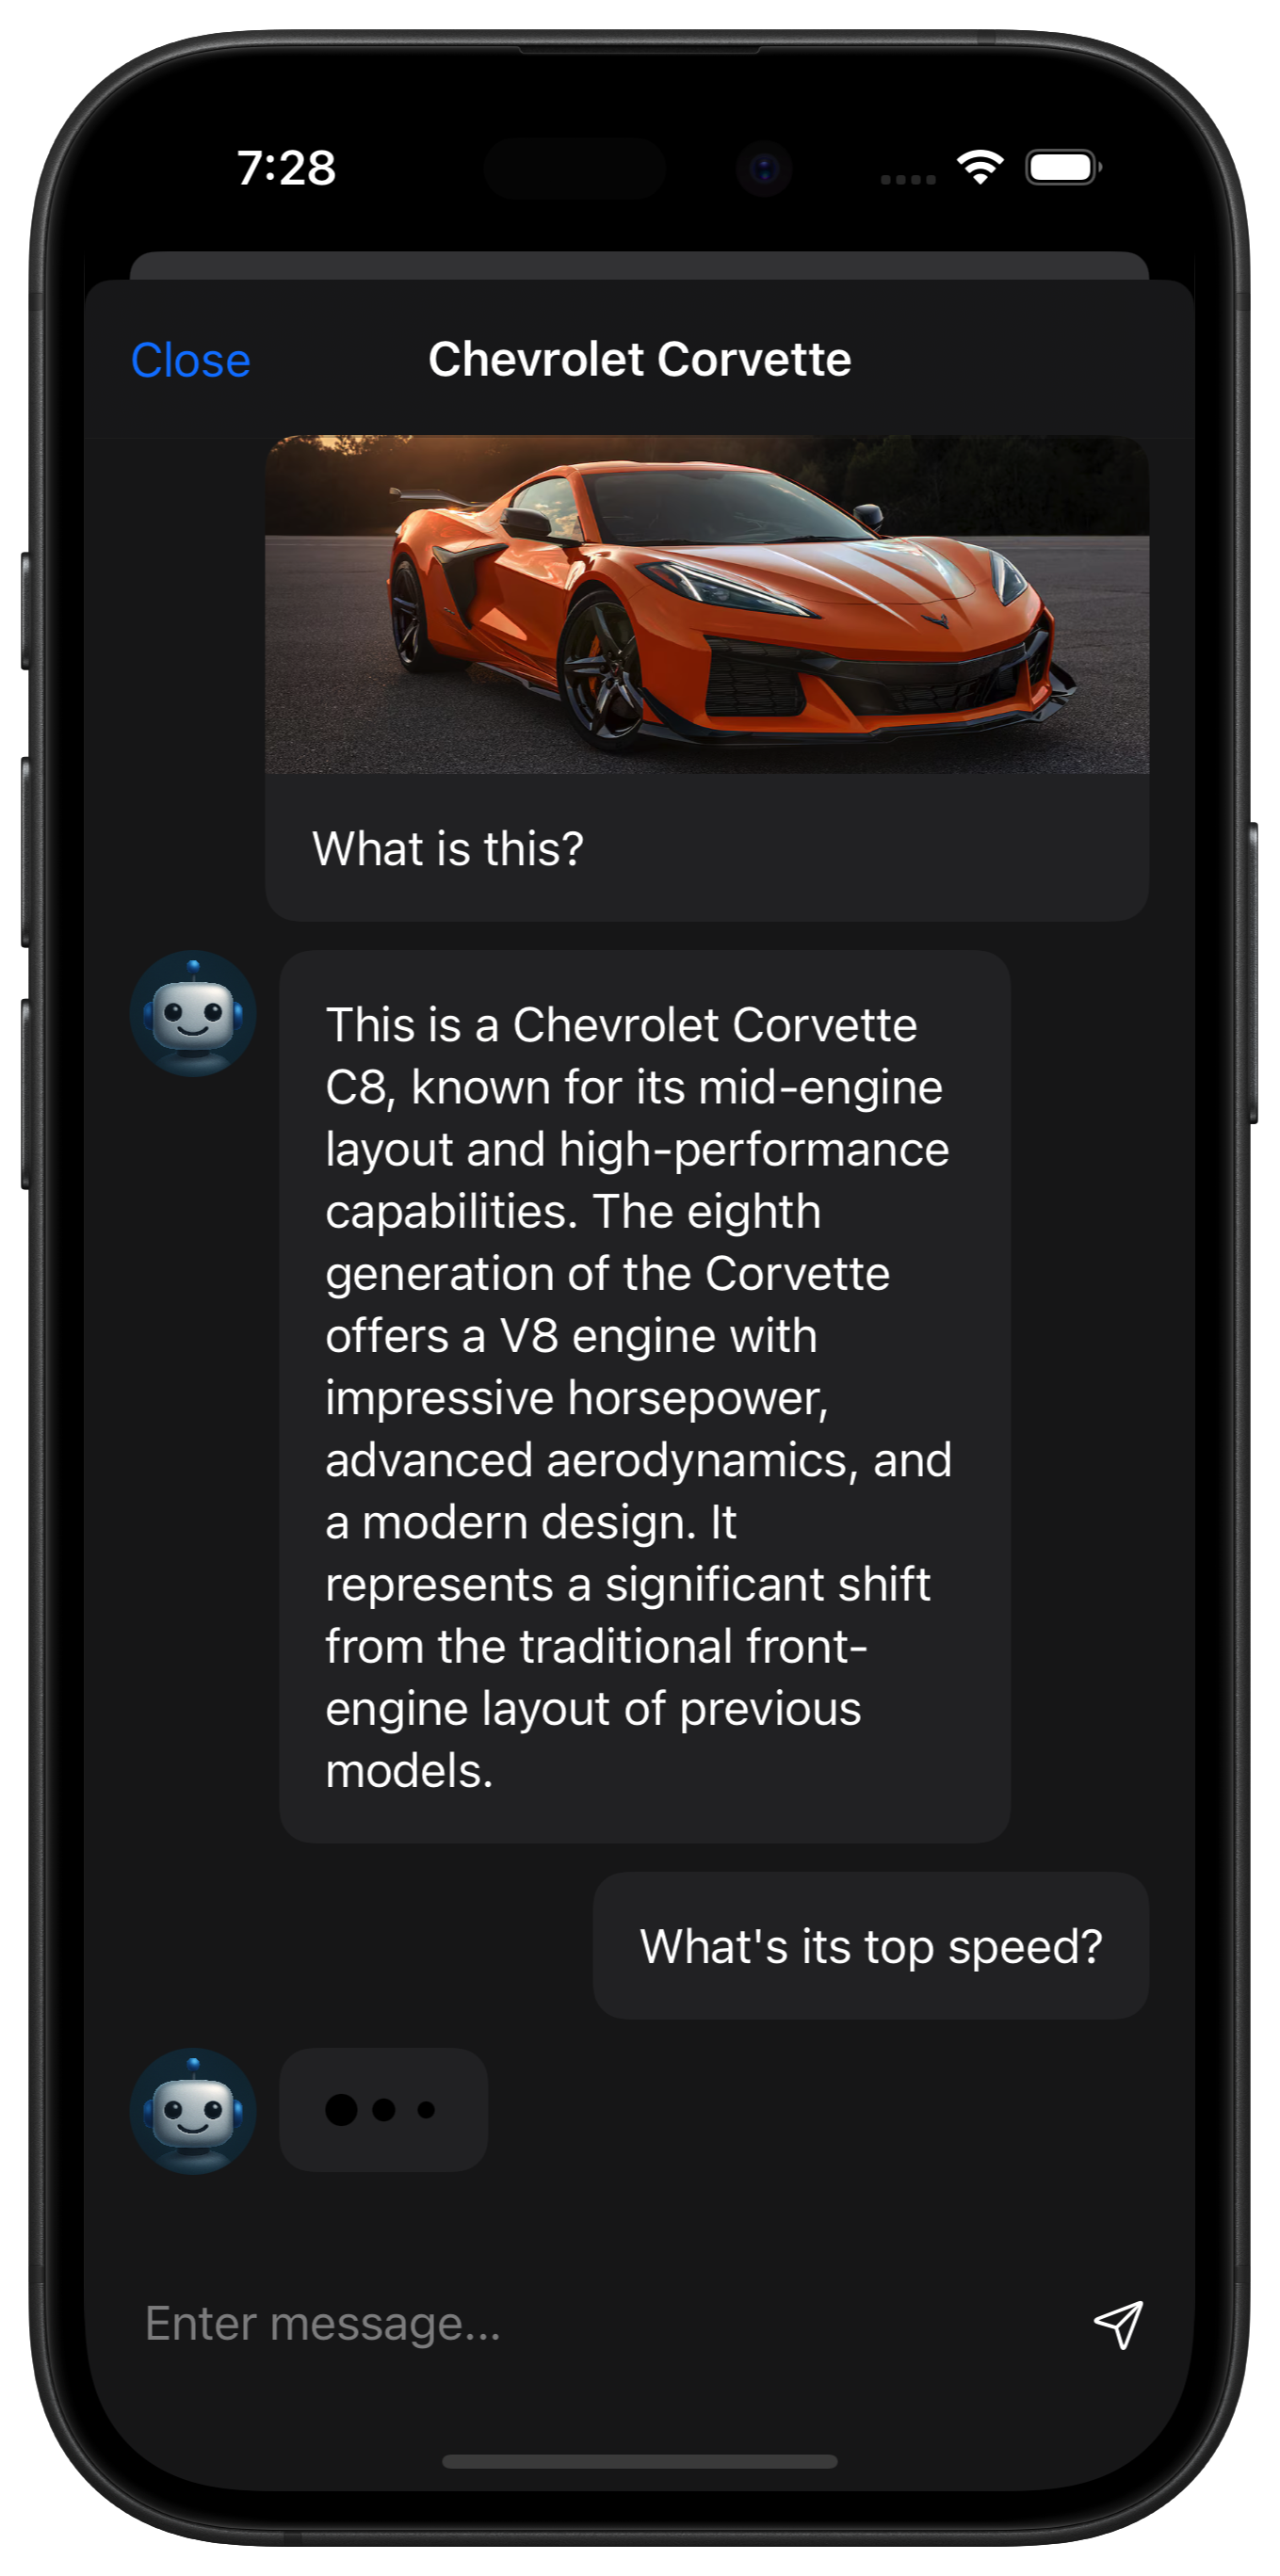 7:28
Close
Chevrolet Corvette
What is this?
This is a Chevrolet Corvette
C8, known for its mid-engine
layout and high-performance
capabilities. The eighth
generation of the Corvette
offers a V8 engine with
impressive horsepower,
advanced aerodynamics, and
a modern design. It
represents a significant shift
from the traditional front-
engine layout of previous
models.
What's its top speed?
Enter message...